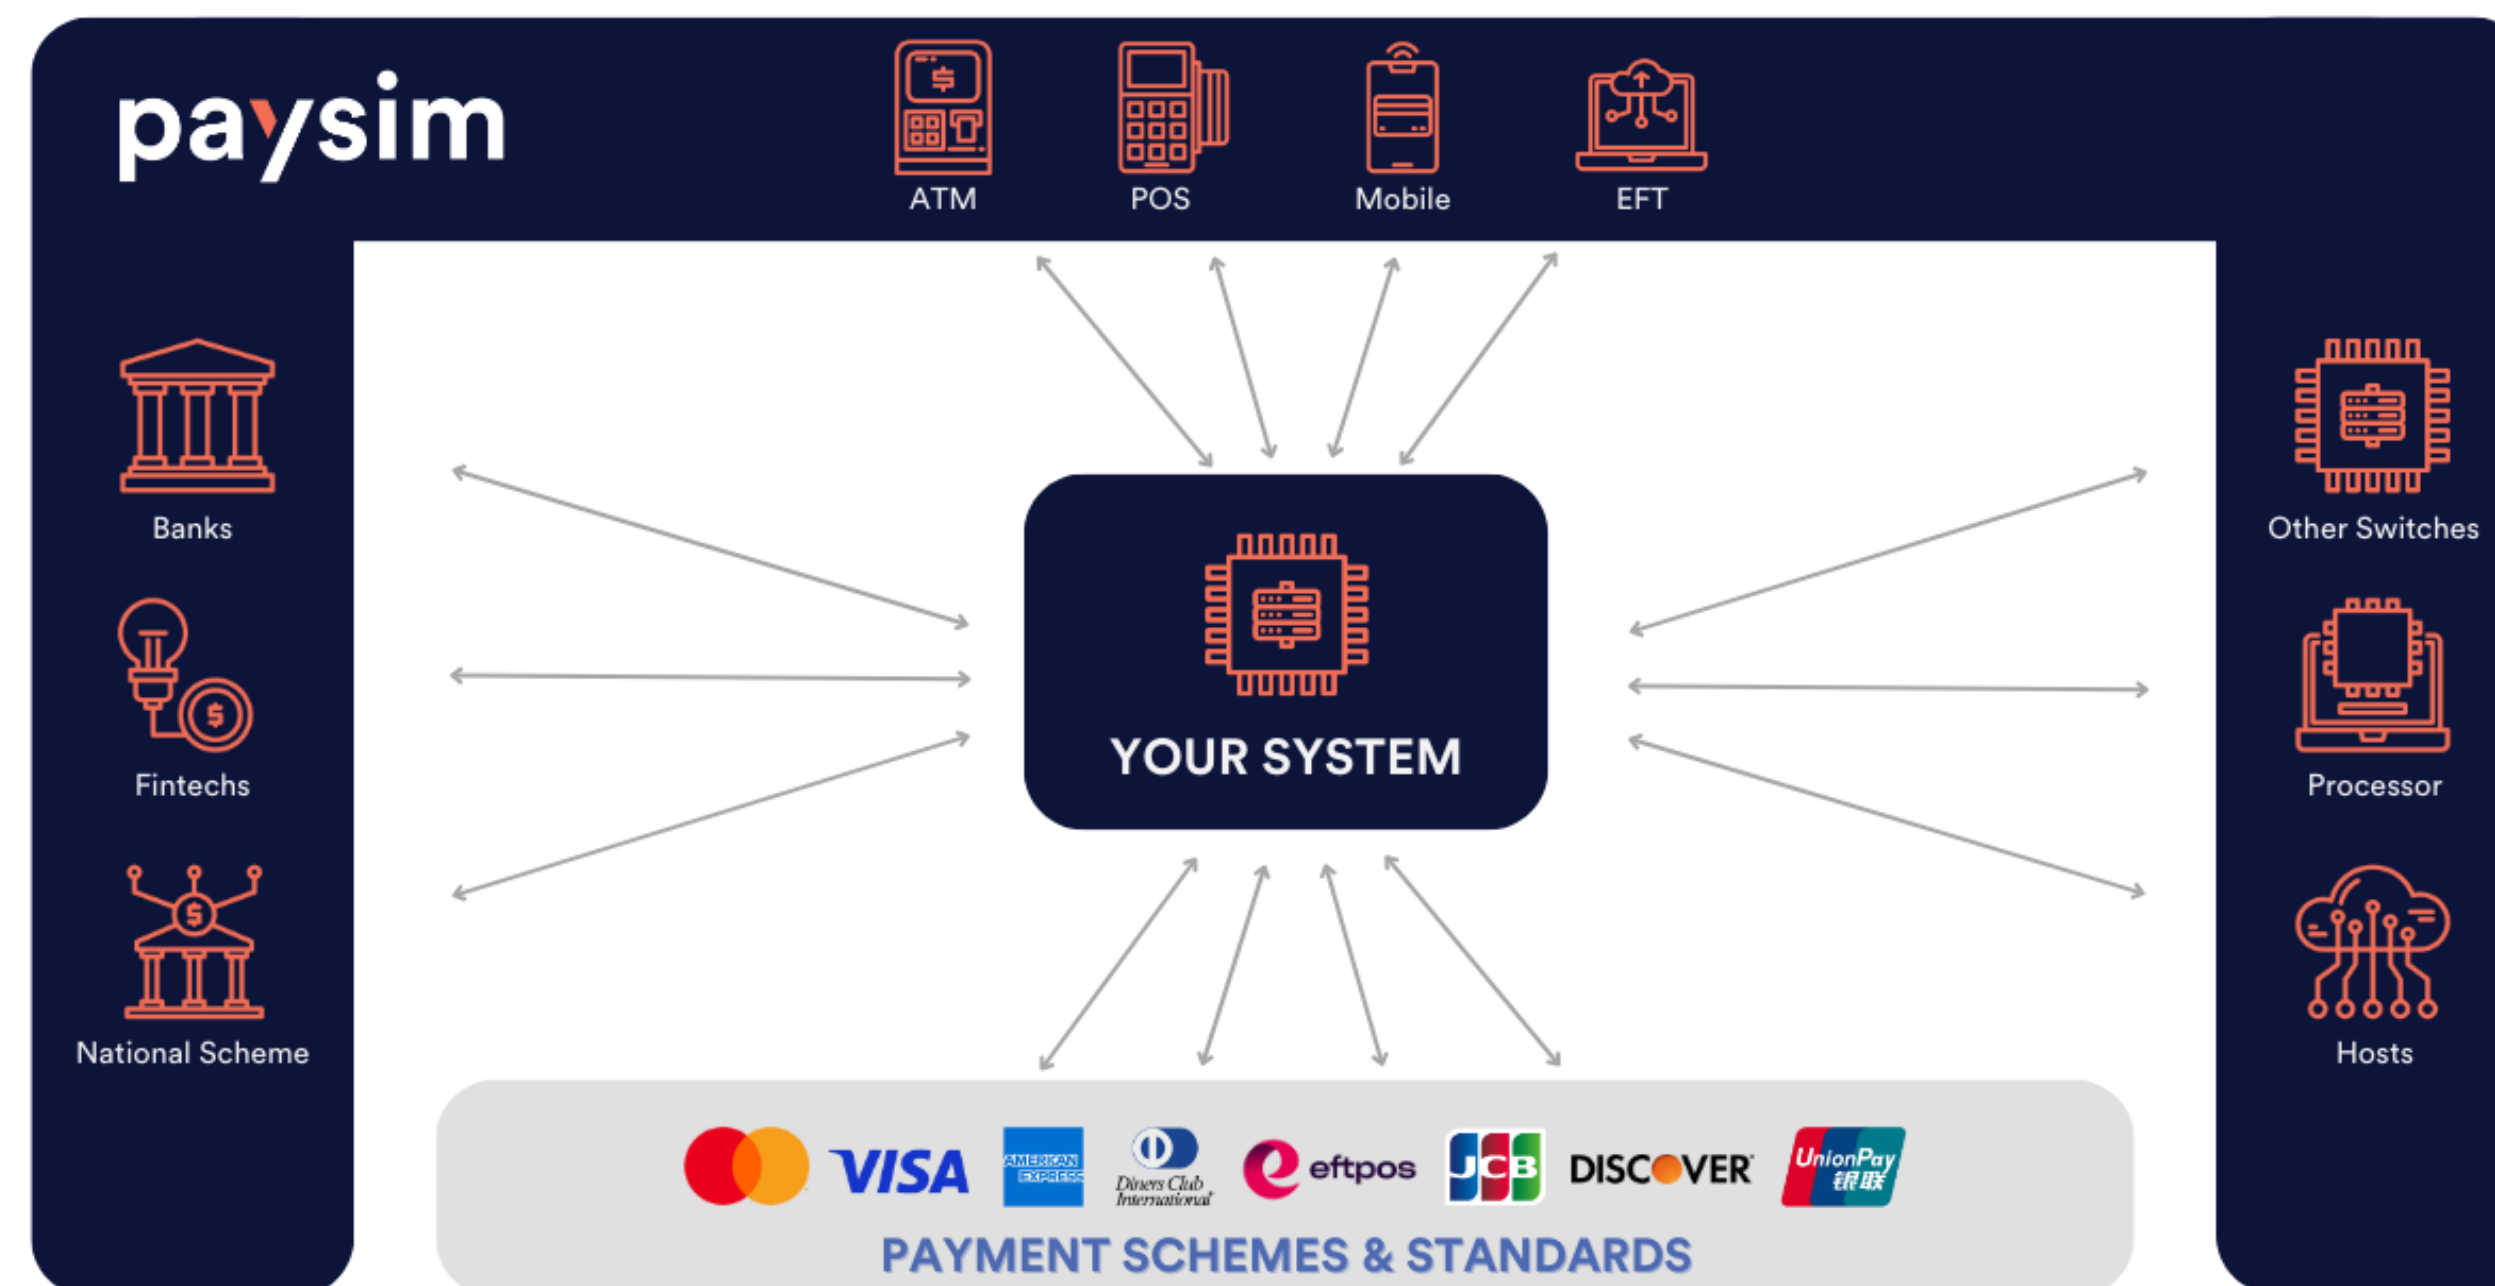 paysim
ATM
POS
Mobile
EFT
Banks
Fintechs
National Scheme
YOUR SYSTEM
Other Switches
Processor
Hosts
VISA
AMERICAN
EXPRESS
Diners Club
International
eftpos
JCB
DISCOVER
UnionPay
银联
PAYMENT SCHEMES & STANDARDS